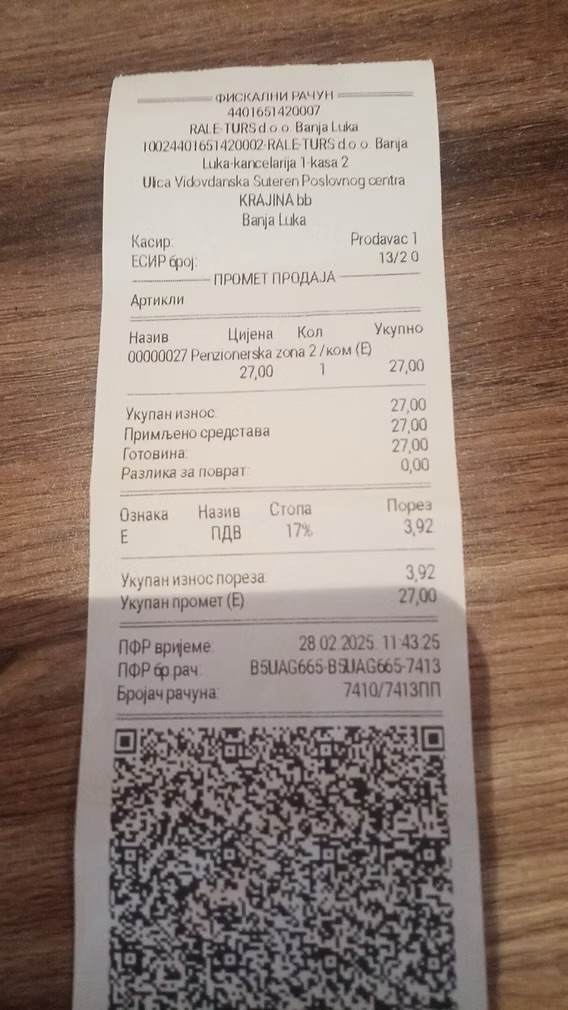 ФИСКАЛНИ РАЧУН
4401651420007
RALE-TURS d.o.o. Banja Luka
10024401651420002-RALE-TURS d.o.o. Banja
Luka-kancelarija 1-kasa 2
Ulica Vidovdanska Suteren Poslovnog centra
KRAJINA bb
Banja Luka
Касир: Prodavac 1
ЕСИР број: 13/2.0
ПРОМЕТ ПРОДАЈА
Артикли
Назив Цијена Кол Укупно
00000027 Penzionerska zona 2 /ком (Е)
27,00 1 27,00
Укупан износ: 27,00
Примљено средстава 27,00
Готовина: 27,00
Разлика за поврат: 0,00
Ознака Назив Стопа Порез
Е ПДВ 17% 3,92
Укупан износ пореза: 3,92
Укупан промет (Е) 27,00
ПФР вријеме: 28.02.2025. 11:43:25
ПФР бр.рач: B5UAG665-B5UAG665-7413
Бројач рачуна: 7410/7413ПП